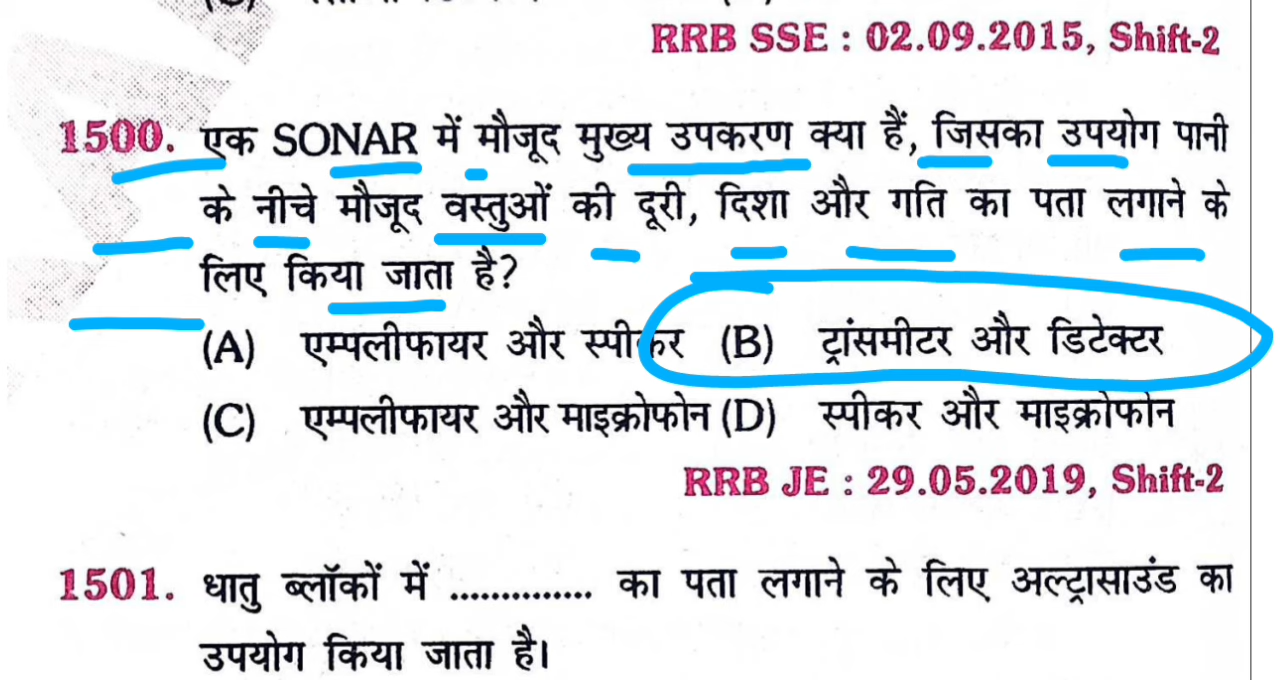 RRB SSE : 02.09.2015, Shift-2
1500. एक SONAR में मौजूद मुख्य उपकरण क्या हैं, जिसका उपयोग पानी
के नीचे मौजूद वस्तुओं की दूरी, दिशा और गति का पता लगाने के
लिए किया जाता है?
(A) एम्पलीफायर और स्पीकर (B) ट्रांसमीटर और डिटेक्टर
(C) एम्पलीफायर और माइक्रोफोन (D) स्पीकर और माइक्रोफोन
RRB JE : 29.05.2019, Shift-2
1501. धातु ब्लॉकों में .............. का पता लगाने के लिए अल्ट्रासाउंड का
उपयोग किया जाता है।